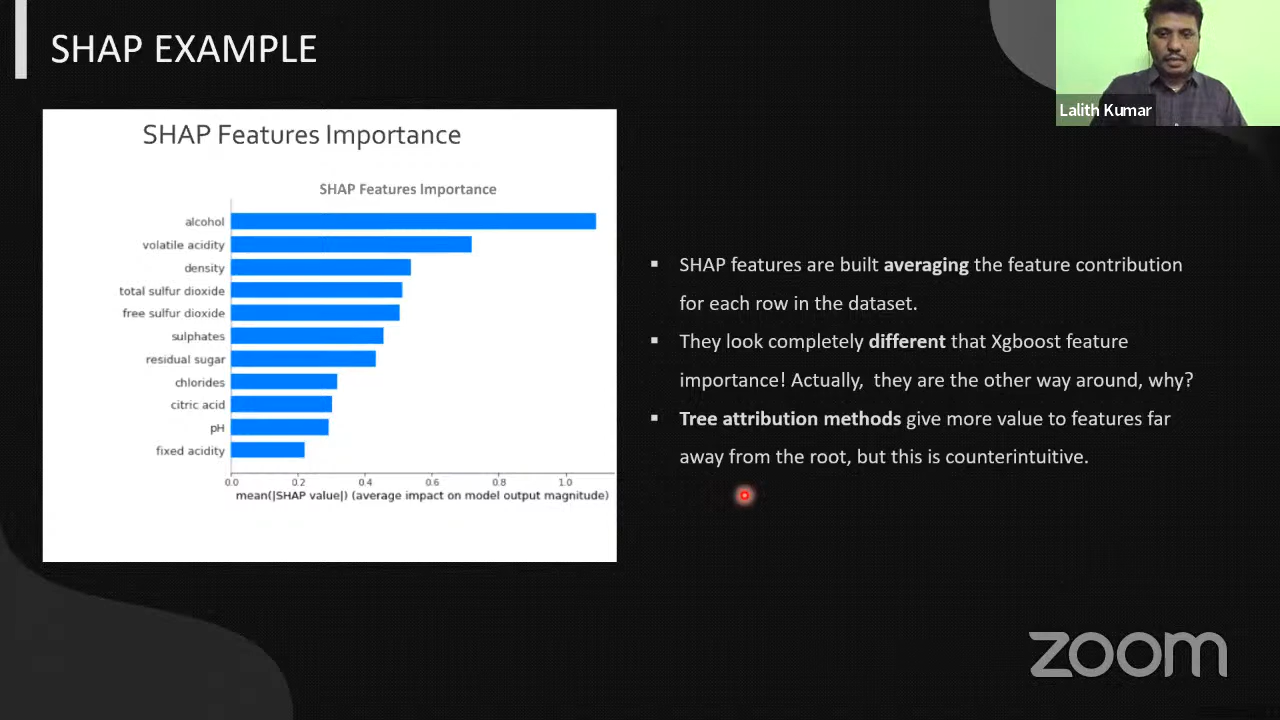 SHAP EXAMPLE
Lalith Kumar
SHAP Features Importance
SHAP Features Importance
alcohol
volatile acidity
density
total sulfur dioxide
free sulfur dioxide
sulphates
residual sugar
chlorides
citric acid
pH
fixed acidity
0.0 0.2 0.4 0.6 0.8 1.0
mean(|SHAP value|) (average impact on model output magnitude)
▪ SHAP features are built averaging the feature contribution
for each row in the dataset.
▪ They look completely different that Xgboost feature
importance! Actually, they are the other way around, why?
▪ Tree attribution methods give more value to features far
away from the root, but this is counterintuitive.
zoom